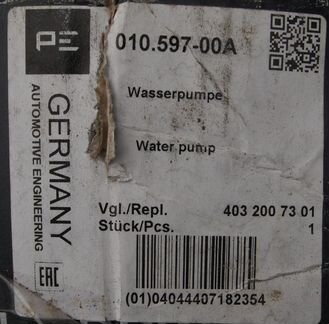 PE
GERMANY
AUTOMOTIVE ENGINEERING
EAC
010.597-00A
Wasserpumpe
Water pump
Vgl./Repl. 403 200 73 01
Stück/Pcs. 1
(01)04044407182354